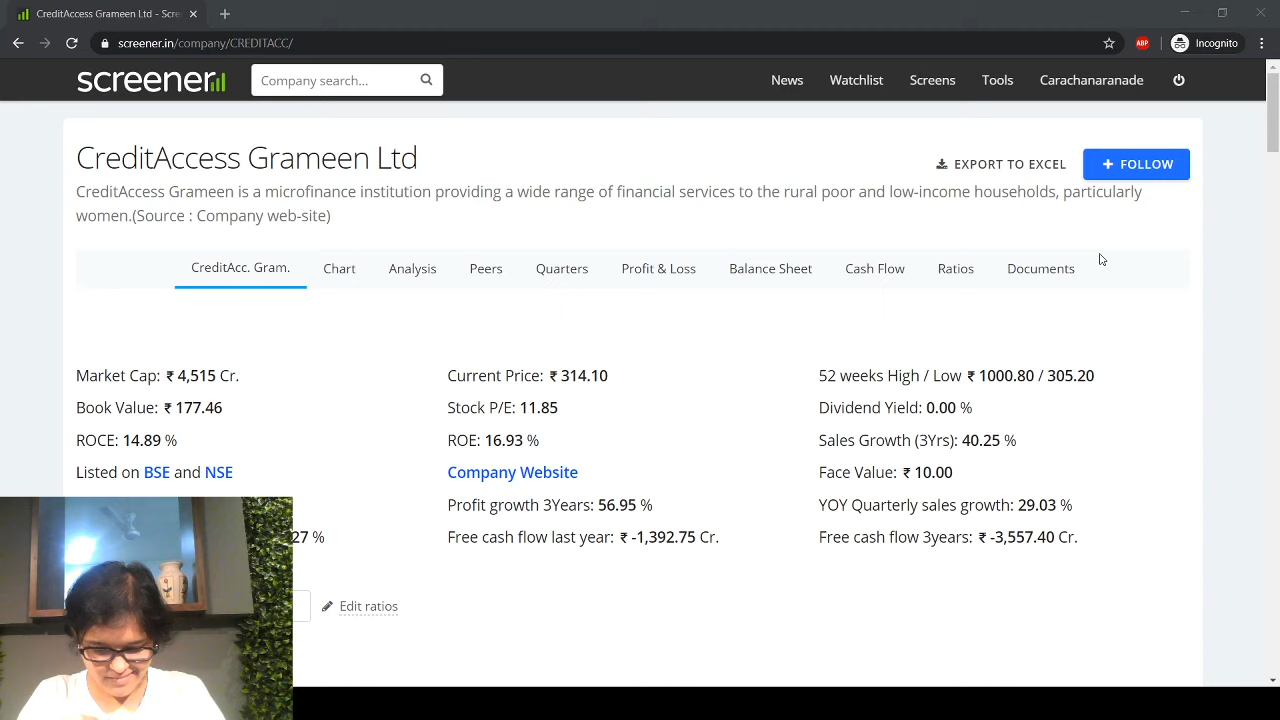 CreditAccess Grameen Ltd - Scre
screener.in/company/CREDITACC/
ABP
Incognito
screener
Company search...
News
Watchlist
Screens
Tools
Carachanaranade
CreditAccess Grameen Ltd
EXPORT TO EXCEL
+ FOLLOW
CreditAccess Grameen is a microfinance institution providing a wide range of financial services to the rural poor and low-income households, particularly
women.(Source : Company web-site)
CreditAcc. Gram.
Chart
Analysis
Peers
Quarters
Profit & Loss
Balance Sheet
Cash Flow
Ratios
Documents
Market Cap: ₹ 4,515 Cr.
Current Price: ₹ 314.10
52 weeks High / Low ₹ 1000.80 / 305.20
Book Value: ₹ 177.46
Stock P/E: 11.85
Dividend Yield: 0.00 %
ROCE: 14.89 %
ROE: 16.93 %
Sales Growth (3Yrs): 40.25 %
Listed on BSE and NSE
Company Website
Face Value: ₹ 10.00
Profit growth 3Years: 56.95 %
YOY Quarterly sales growth: 29.03 %
27 %
Free cash flow last year: ₹ -1,392.75 Cr.
Free cash flow 3years: ₹ -3,557.40 Cr.
Edit ratios